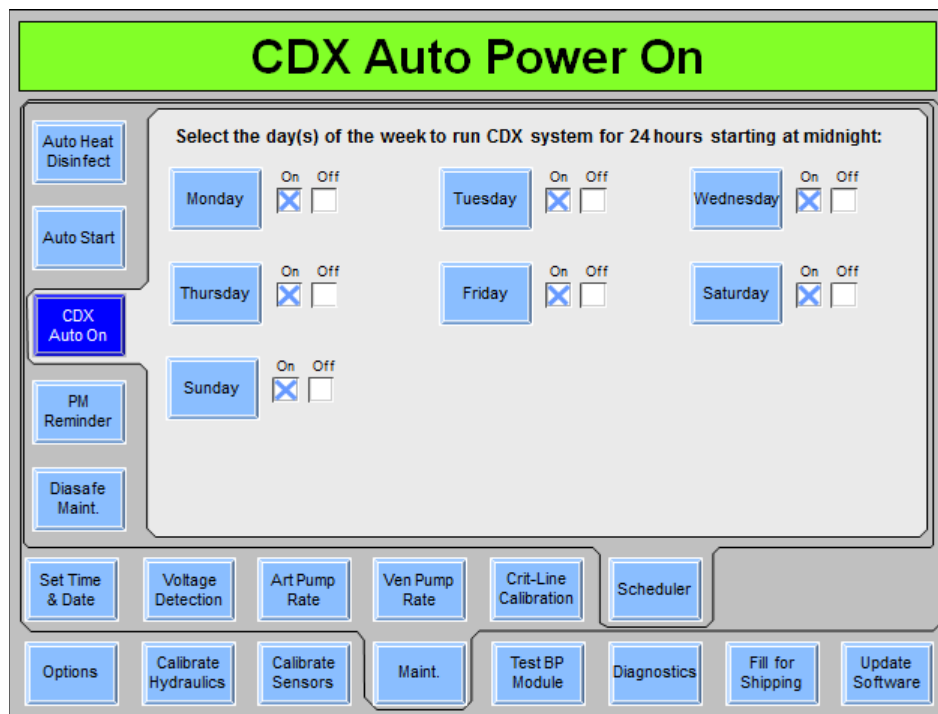 CDX Auto Power On
Select the day(s) of the week to run CDX system for 24 hours starting at midnight:
Auto Heat
Disinfect
Auto Start
CDX
Auto On
PM
Reminder
Diasafe
Maint.
Monday On Off
Tuesday On Off
Wednesday On Off
Thursday On Off
Friday On Off
Saturday On Off
Sunday On Off
Set Time
& Date
Voltage
Detection
Art Pump
Rate
Ven Pump
Rate
Crit-Line
Calibration
Scheduler
Options
Calibrate
Hydraulics
Calibrate
Sensors
Maint.
Test BP
Module
Diagnostics
Fill for
Shipping
Update
Software